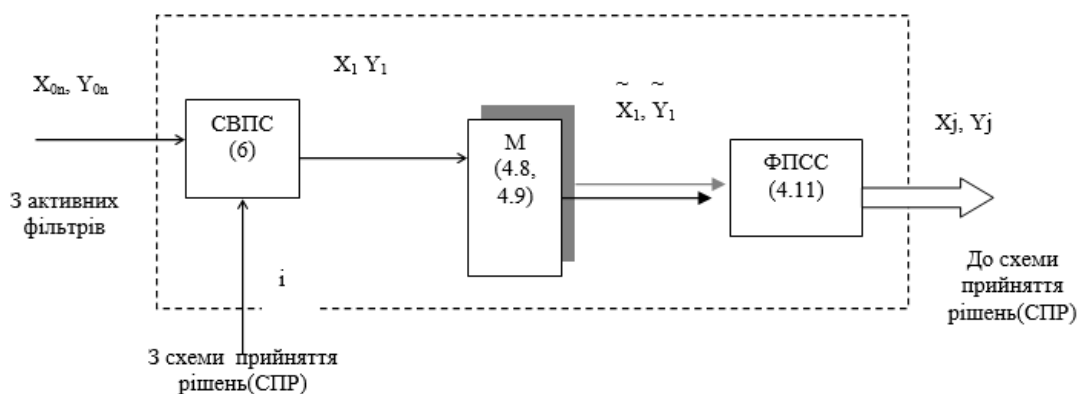 X₀ₙ, Y₀ₙ
З активних
фільтрів
СВПС
(6)
X₁ Y₁
М
(4.8,
4.9)
~ ~
X₁, Y₁
ФПСС
(4.11)
Xj, Yj
До схеми
прийняття
рішень(СПР)
i
З схеми прийняття
рішень(СПР)